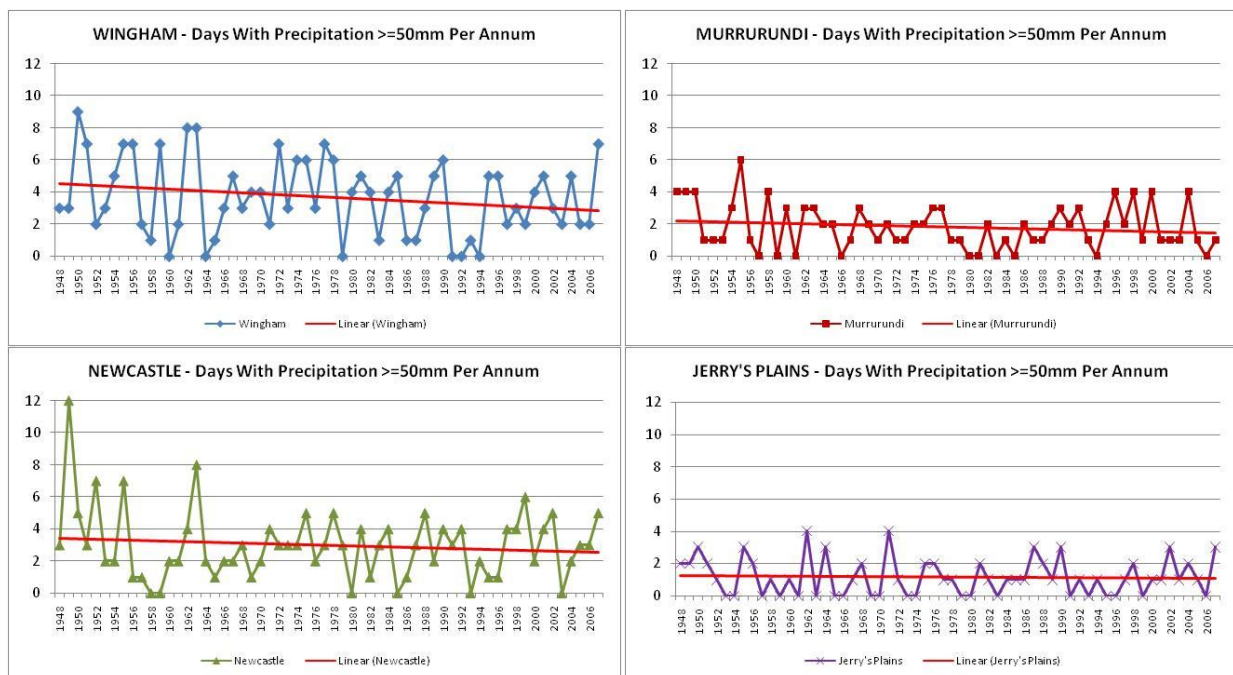 WINGHAM - Days With Precipitation >=50mm Per Annum
12
10
8
6
4
2
0
1948 1950 1952 1954 1956 1958 1960 1962 1964 1966 1968 1970 1972 1974 1976 1978 1980 1982 1984 1986 1988 1990 1992 1994 1996 1998 2000 2002 2004 2006
Wingham Linear (Wingham)
MURRURUNDI - Days With Precipitation >=50mm Per Annum
12
10
8
6
4
2
0
1948 1950 1952 1954 1956 1958 1960 1962 1964 1966 1968 1970 1972 1974 1976 1978 1980 1982 1984 1986 1988 1990 1992 1994 1996 1998 2000 2002 2004 2006
Murrurundi Linear (Murrurundi)
NEWCASTLE - Days With Precipitation >=50mm Per Annum
12
10
8
6
4
2
0
1948 1950 1952 1954 1956 1958 1960 1962 1964 1966 1968 1970 1972 1974 1976 1978 1980 1982 1984 1986 1988 1990 1992 1994 1996 1998 2000 2002 2004 2006
Newcastle Linear (Newcastle)
JERRY'S PLAINS - Days With Precipitation >=50mm Per Annum
12
10
8
6
4
2
0
1948 1950 1952 1954 1956 1958 1960 1962 1964 1966 1968 1970 1972 1974 1976 1978 1980 1982 1984 1986 1988 1990 1992 1994 1996 1998 2000 2002 2004 2006
Jerry's Plains Linear (Jerry's Plains)